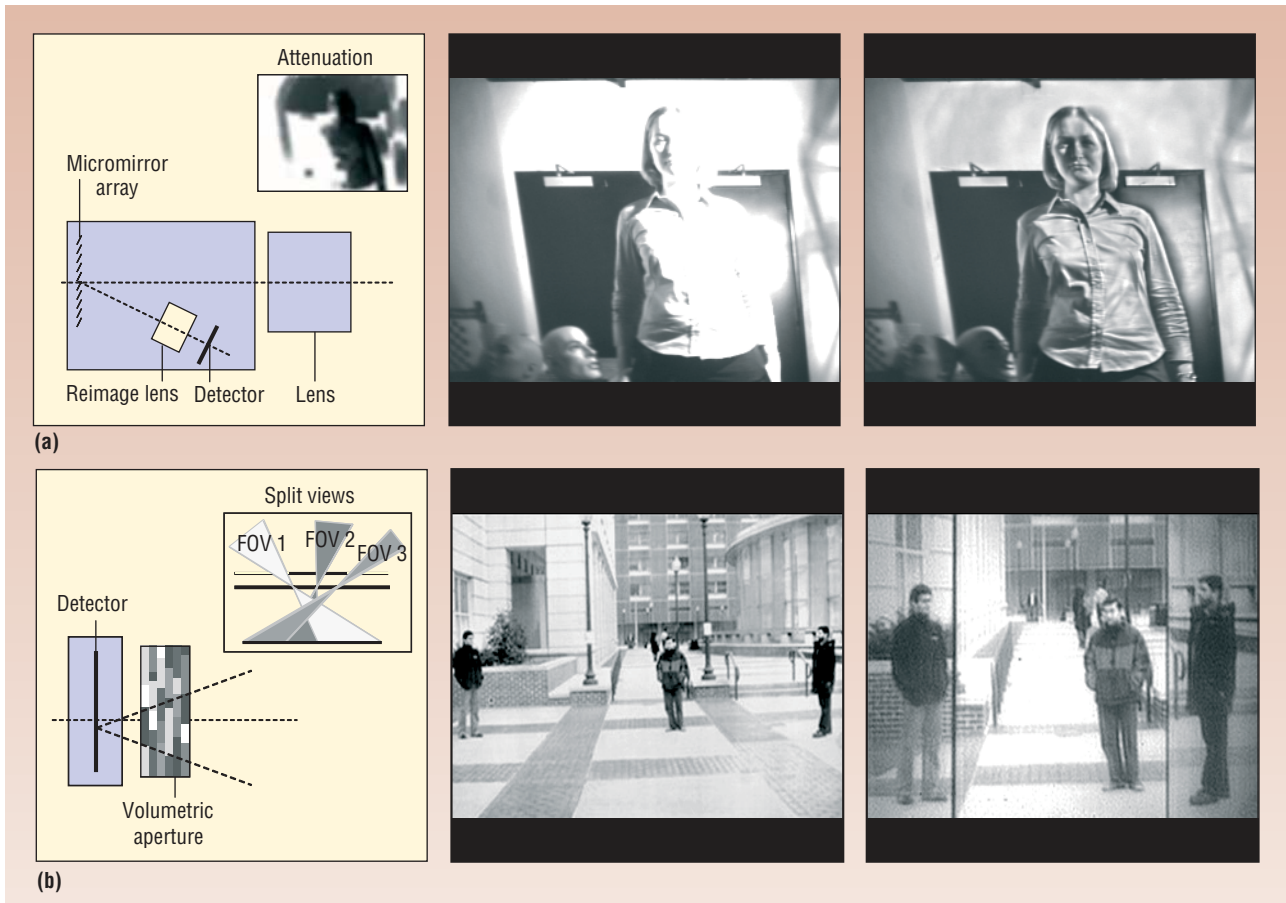 Attenuation
Micromirror
array
Reimage lens
Detector
Lens
(a)
Split views
FOV 1
FOV 2
FOV 3
Detector
Volumetric
aperture
(b)